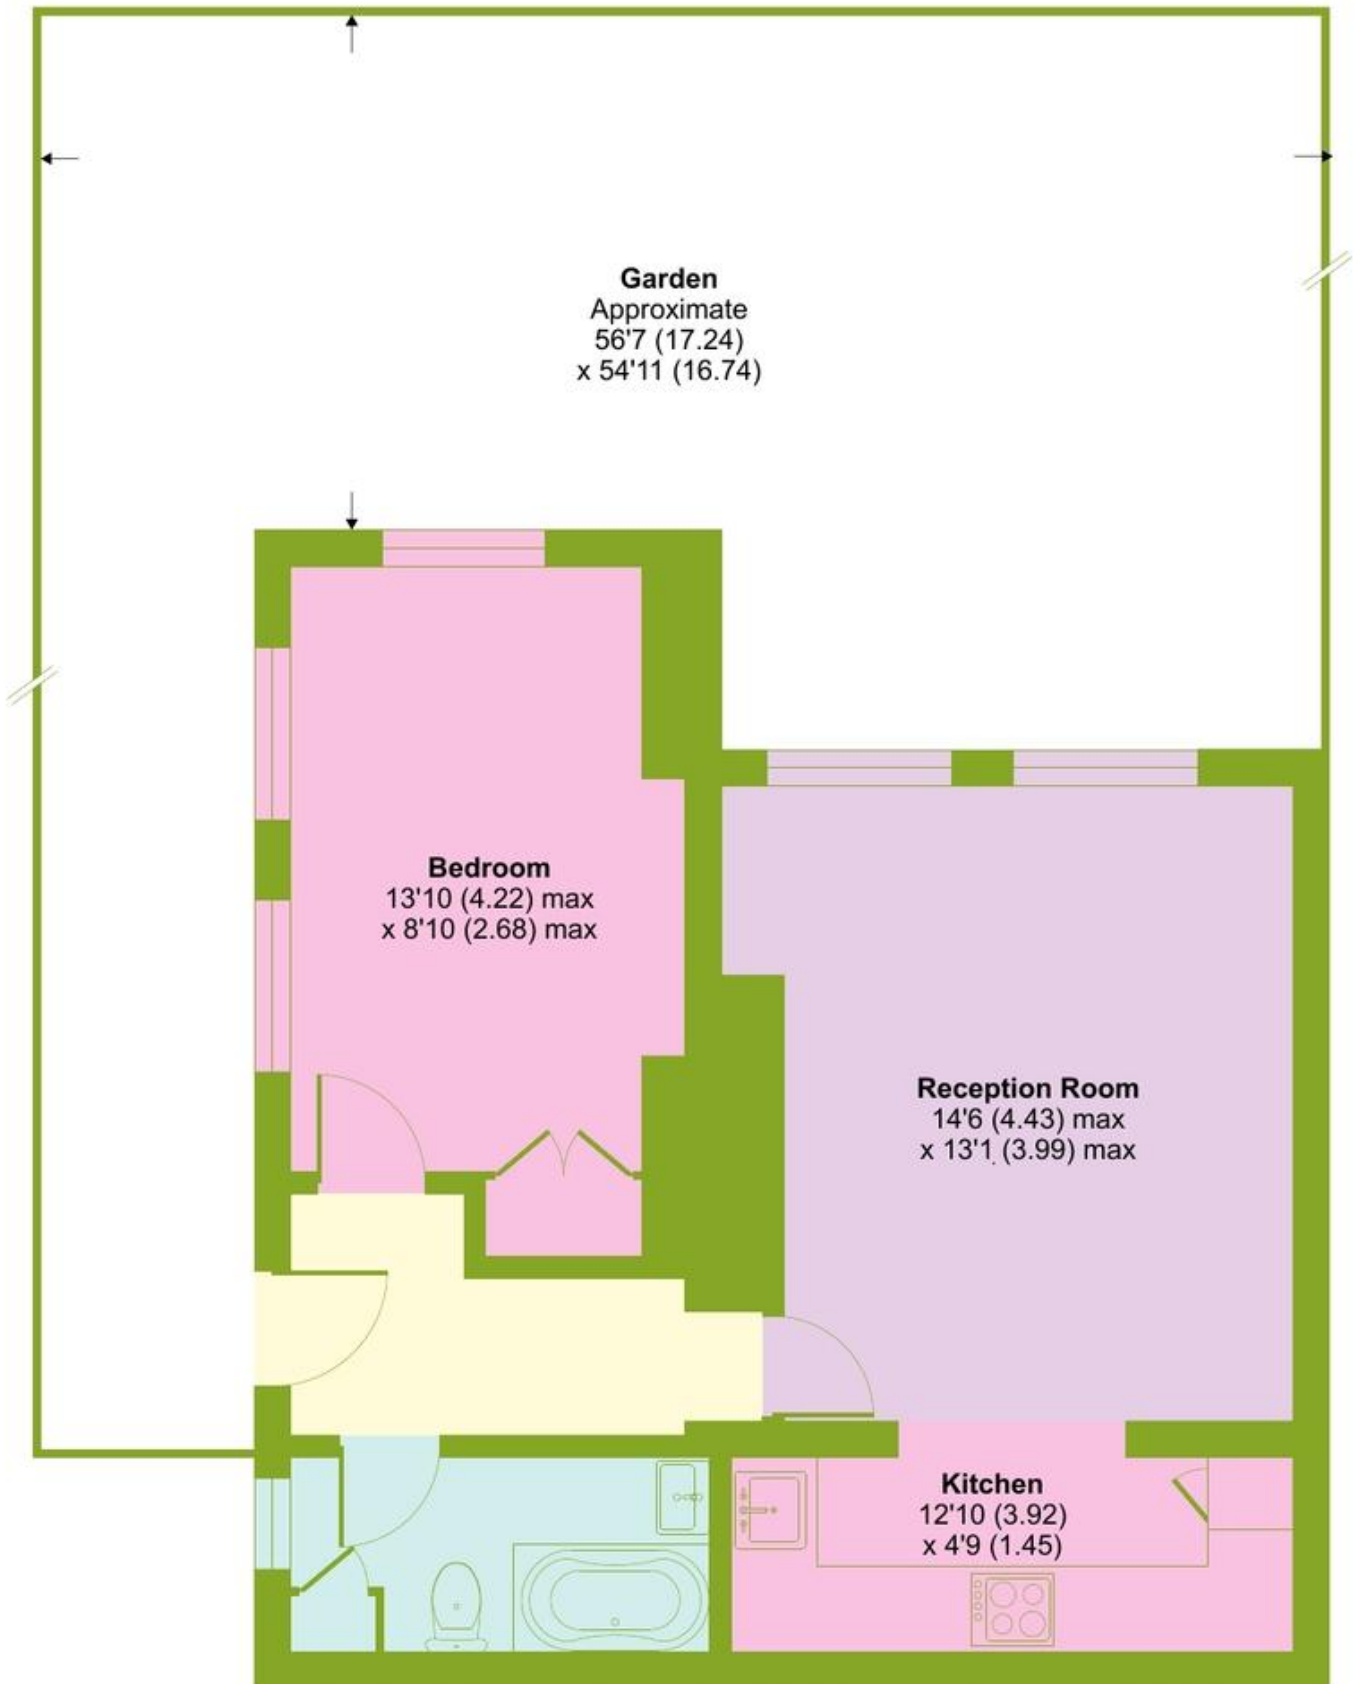 Garden
Approximate
56'7 (17.24)
x 54'11 (16.74)
Bedroom
13'10 (4.22) max
x 8'10 (2.68) max
Reception Room
14'6 (4.43) max
x 13'1 (3.99) max
Kitchen
12'10 (3.92)
x 4'9 (1.45)